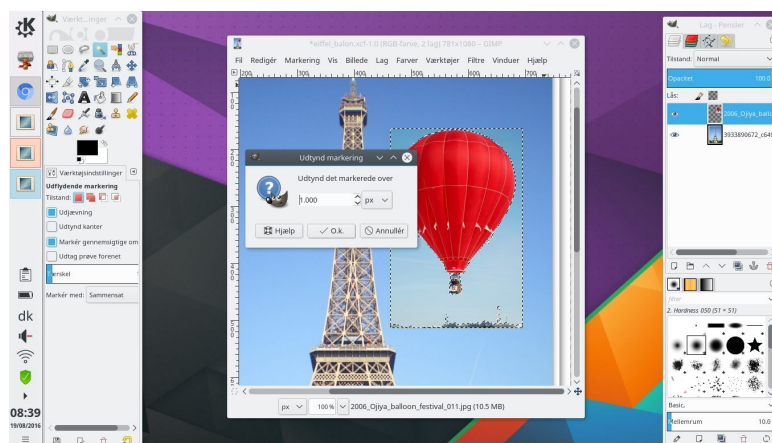 Værkt...inger
*eiffel_balon.xcf-1.0 (RGB-farve, 2 lag) 781x1080 – GIMP
Lag - Pensler
Fil Redigér Markering Vis Billede Lag Farver Værktøjer Filtre Vinduer Hjælp
Tilstand: Normal
Opacitet 100.0
Lås:
2006_Ojiya_ballo
3933890672_c64
Udtynd markering
Udtynd det markerede over
1.000 px
Hjælp O.k. Annullér
Værktøjsindstillinger
Udflydende markering
Tilstand:
Udjævning
Udtynd kanter
Markér gennemsigtige om
Udtag prøve forenet
Tærskel
Markér med: Sammensat
filter
2. Hardness 050 (51 × 51)
Basic,
Mellemrum 10.0
px 100% 2006_Ojiya_balloon_festival_011.jpg (10.5 MB)
dk
08:39
19/08/2016